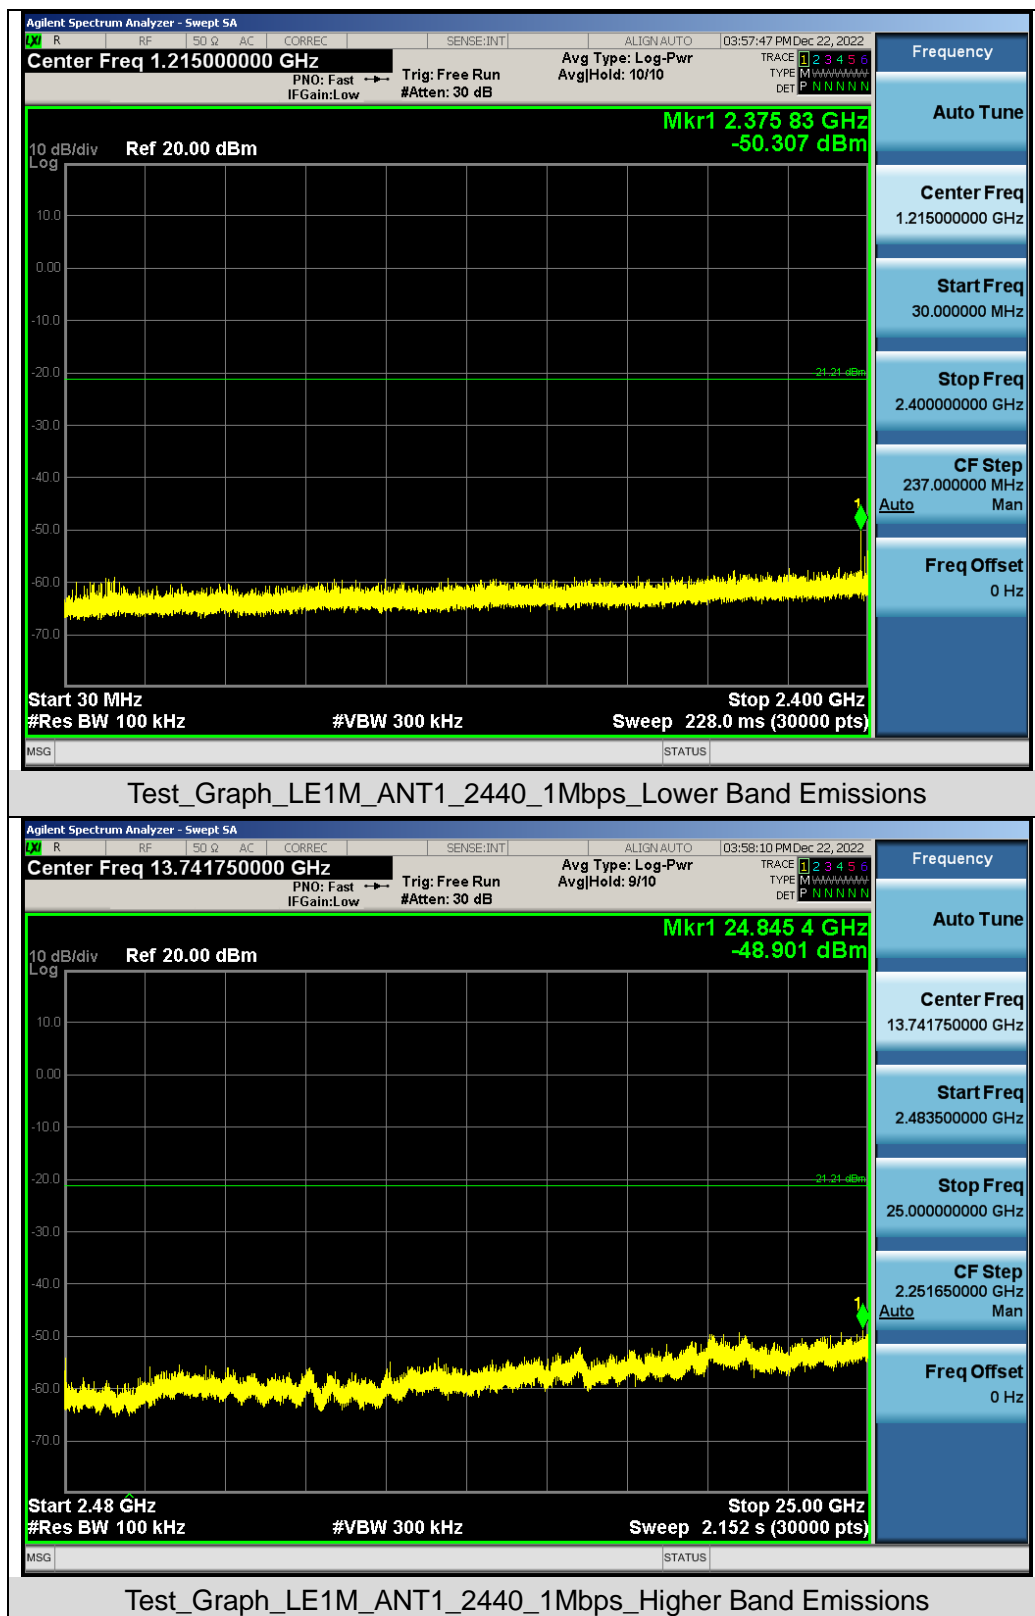 Agilent Spectrum Analyzer - Swept SA
LXI R RF 50 Ω AC CORREC SENSE:INT ALIGN AUTO 03:57:47 PM Dec 22, 2022
Center Freq 1.215000000 GHz Avg Type: Log-Pwr TRACE 1 2 3 4 5 6
PNO: Fast Trig: Free Run Avg|Hold: 10/10 TYPE M WWWWW
IFGain:Low #Atten: 30 dB DET P N N N N N
Mkr1 2.375 83 GHz
-50.307 dBm
10 dB/div Ref 20.00 dBm
Log
10.0
0.00
-10.0
-20.0
-21.21 dBm
-30.0
-40.0
1
-50.0
-60.0
-70.0
Start 30 MHz Stop 2.400 GHz
#Res BW 100 kHz #VBW 300 kHz Sweep 228.0 ms (30000 pts)
MSG STATUS
Frequency
Auto Tune
Center Freq
1.215000000 GHz
Start Freq
30.000000 MHz
Stop Freq
2.400000000 GHz
CF Step
237.000000 MHz
Auto Man
Freq Offset
0 Hz
Test_Graph_LE1M_ANT1_2440_1Mbps_Lower Band Emissions
Agilent Spectrum Analyzer - Swept SA
LXI R RF 50 Ω AC CORREC SENSE:INT ALIGN AUTO 03:58:10 PM Dec 22, 2022
Center Freq 13.741750000 GHz Avg Type: Log-Pwr TRACE 1 2 3 4 5 6
PNO: Fast Trig: Free Run Avg|Hold: 9/10 TYPE M WWWWW
IFGain:Low #Atten: 30 dB DET P N N N N N
Mkr1 24.845 4 GHz
-48.901 dBm
10 dB/div Ref 20.00 dBm
Log
10.0
0.00
-10.0
-20.0
-21.21 dBm
-30.0
-40.0
1
-50.0
-60.0
-70.0
Start 2.48 GHz Stop 25.00 GHz
#Res BW 100 kHz #VBW 300 kHz Sweep 2.152 s (30000 pts)
MSG STATUS
Frequency
Auto Tune
Center Freq
13.741750000 GHz
Start Freq
2.483500000 GHz
Stop Freq
25.000000000 GHz
CF Step
2.251650000 GHz
Auto Man
Freq Offset
0 Hz
Test_Graph_LE1M_ANT1_2440_1Mbps_Higher Band Emissions